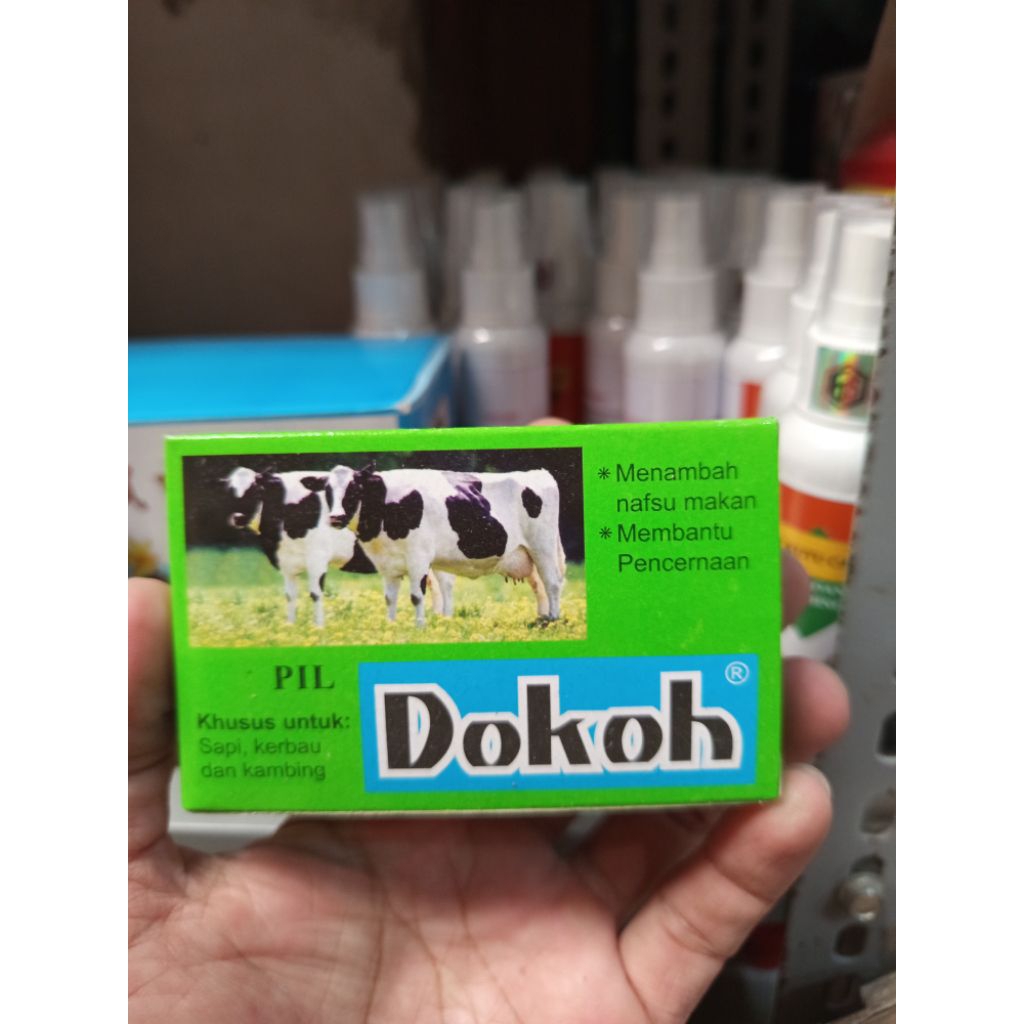 * Menambah
nafsu makan
* Membantu
Pencernaan
PIL
Khusus untuk:
Sapi, kerbau
dan kambing
Dokoh ®